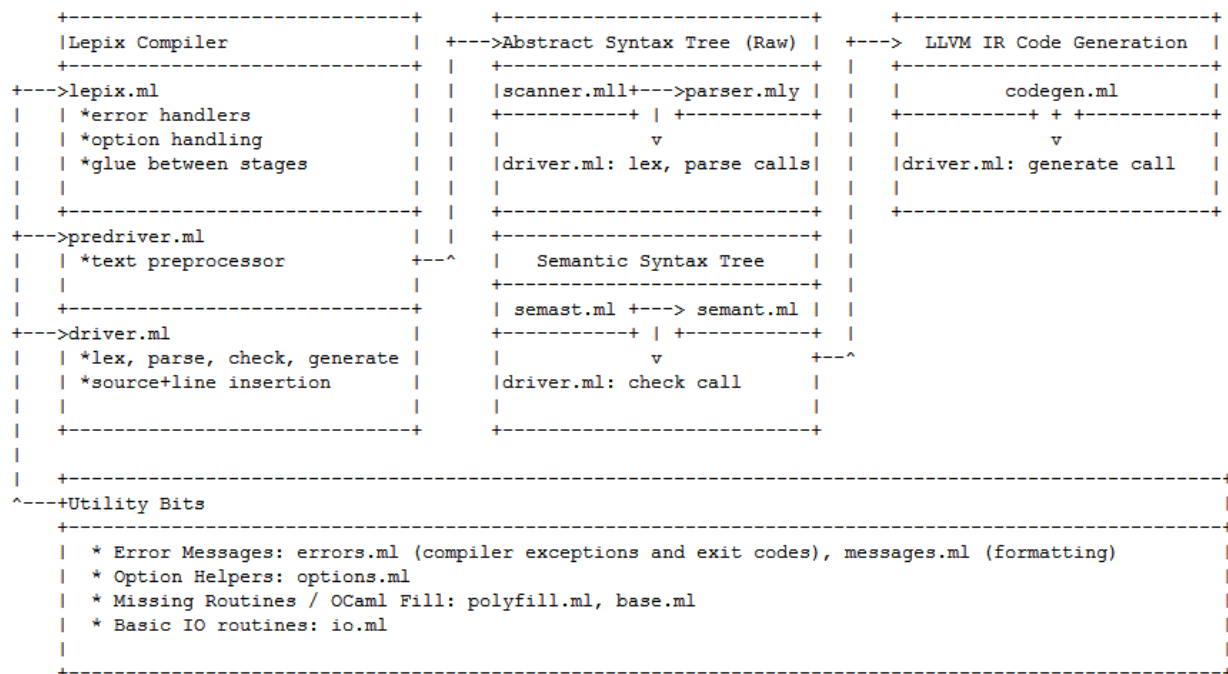 Lepix Compiler
lepix.ml
*error handlers
*option handling
*glue between stages
predriver.ml
*text preprocessor
driver.ml
*lex, parse, check, generate
*source+line insertion
Abstract Syntax Tree (Raw)
scanner.mll+--->parser.mly
v
driver.ml: lex, parse calls
Semantic Syntax Tree
semast.ml +---> semant.ml
v
driver.ml: check call
LLVM IR Code Generation
codegen.ml
v
driver.ml: generate call
Utility Bits
* Error Messages: errors.ml (compiler exceptions and exit codes), messages.ml (formatting)
* Option Helpers: options.ml
* Missing Routines / OCaml Fill: polyfill.ml, base.ml
* Basic IO routines: io.ml